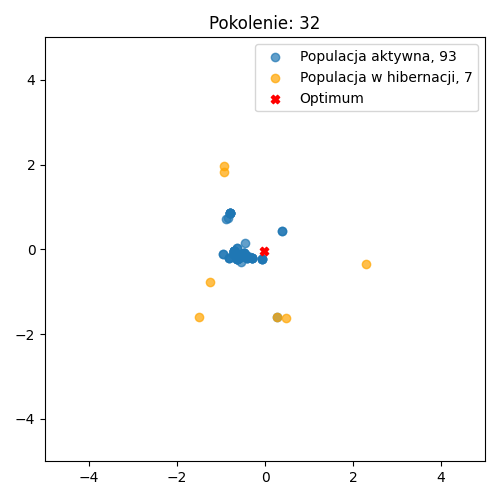 Pokolenie: 32
Populacja aktywna, 93
Populacja w hibernacji, 7
Optimum
4
2
0
−2
−4
−4
−2
0
2
4